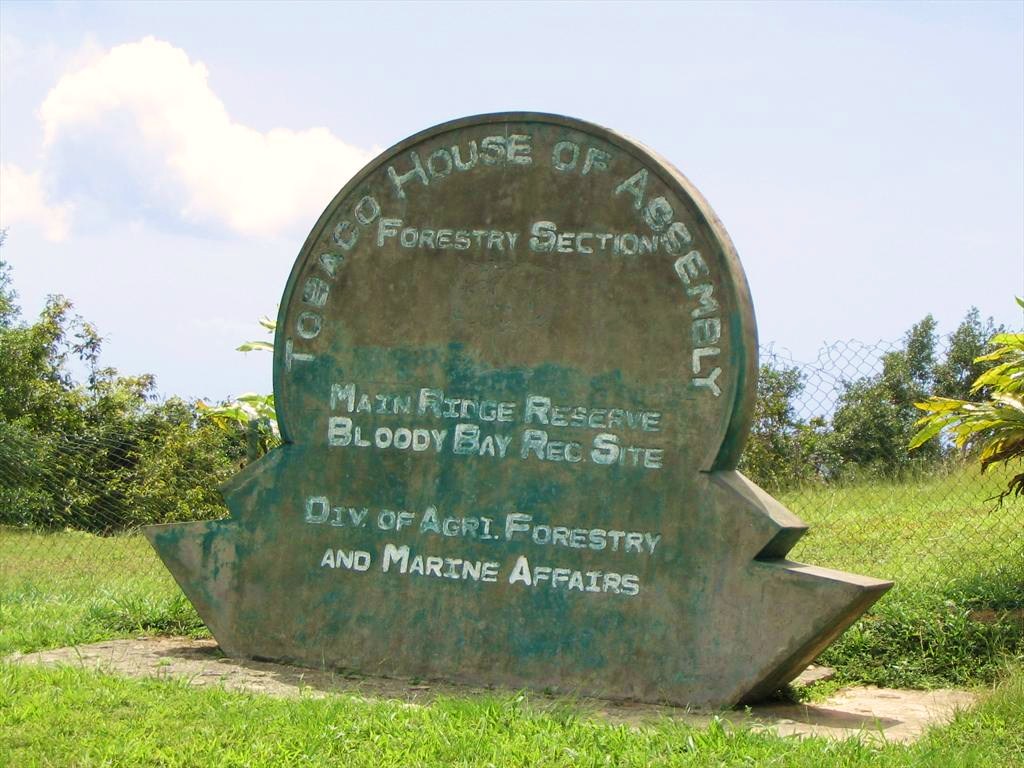 TOBAGO HOUSE OF ASSEMBLY
FORESTRY SECTION
MAIN RIDGE RESERVE
BLOODY BAY REC. SITE
DIV. OF AGRI. FORESTRY
AND MARINE AFFAIRS